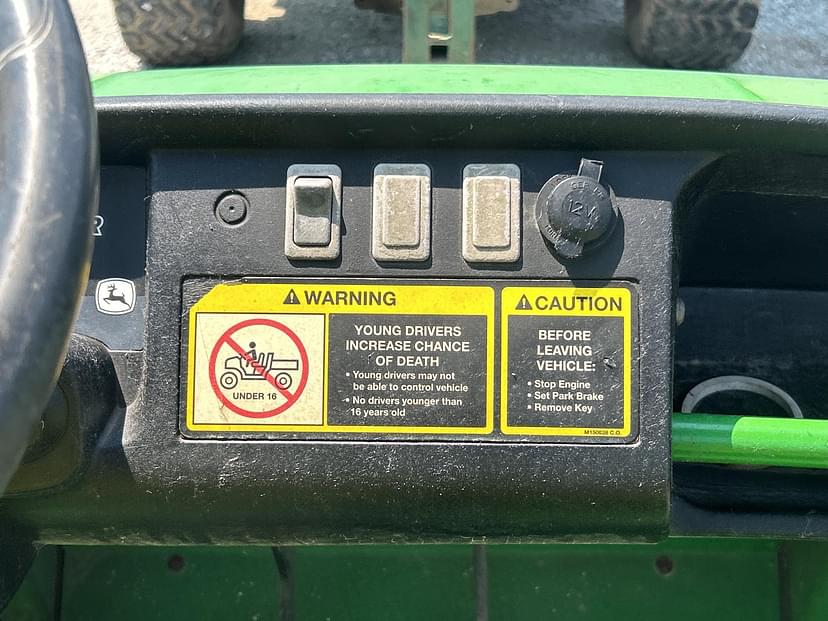 R
12V
WARNING
UNDER 16
YOUNG DRIVERS
INCREASE CHANCE
OF DEATH
• Young drivers may not
be able to control vehicle
• No drivers younger than
16 years old
CAUTION
BEFORE
LEAVING
VEHICLE:
• Stop Engine
• Set Park Brake
• Remove Key